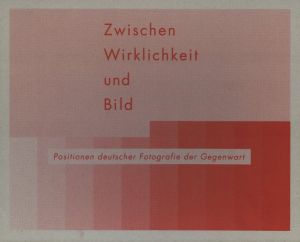 Zwischen
Wirklichkeit
und
Bild
Positionen deutscher Fotografie der Gegenwart